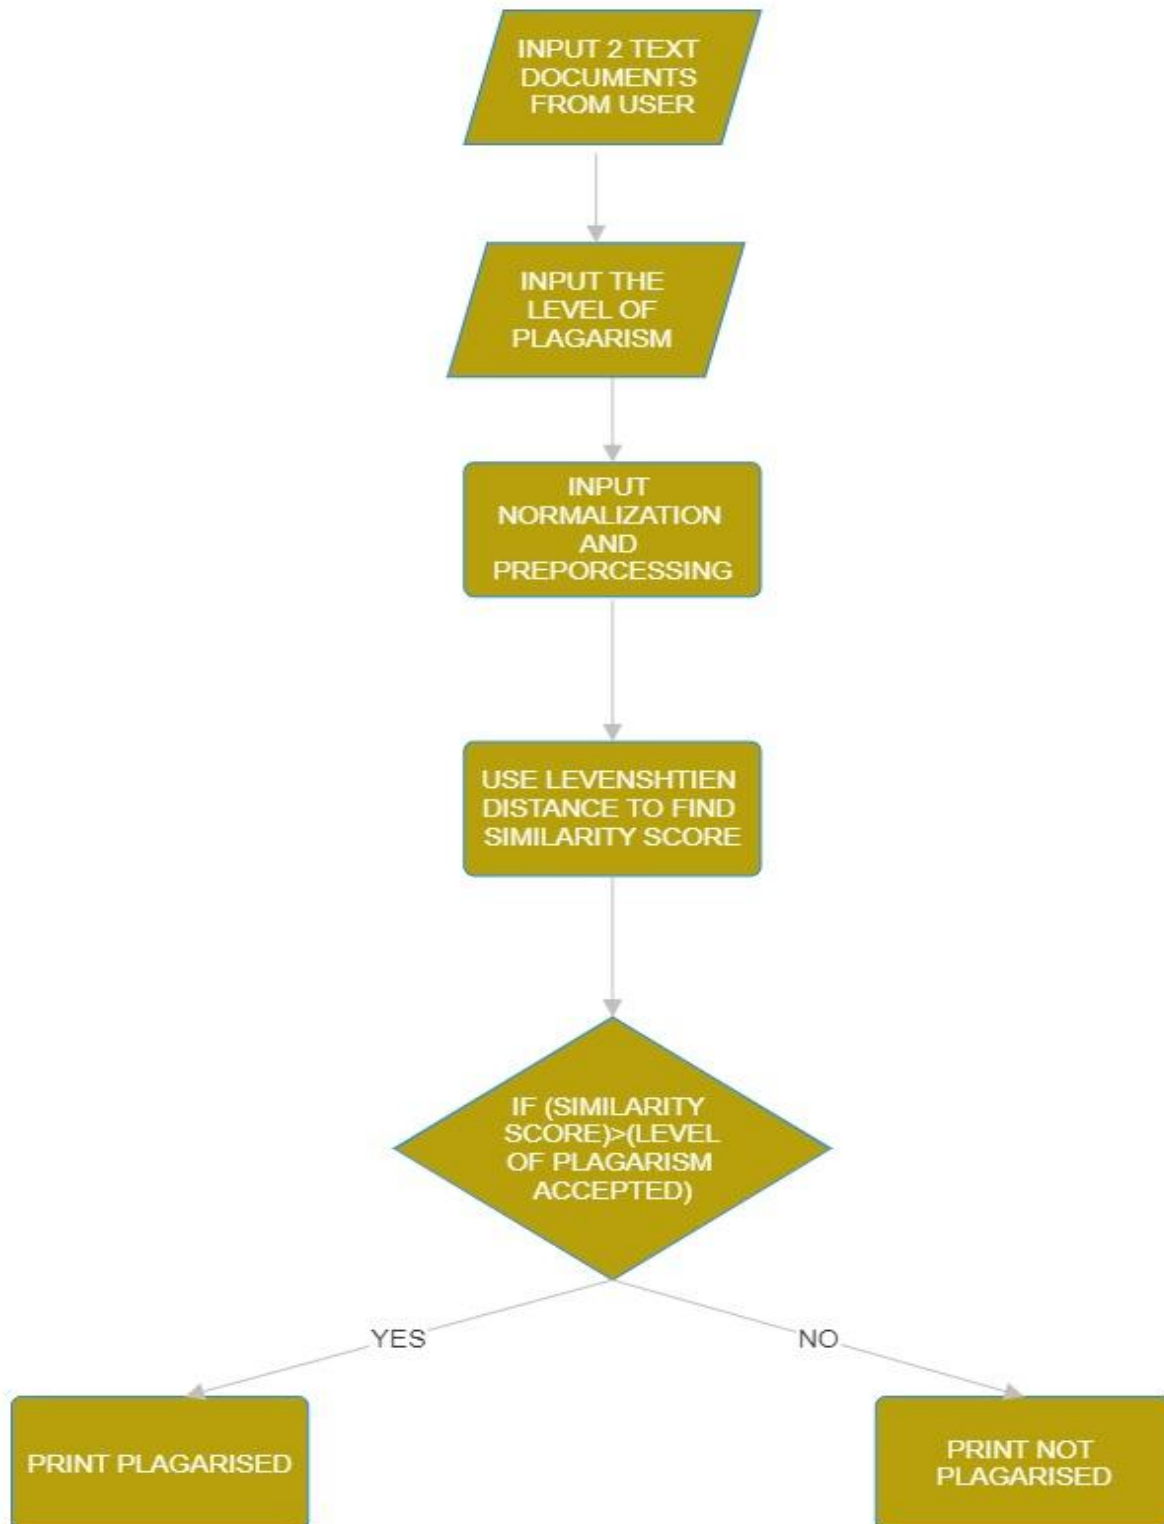 INPUT 2 TEXT
DOCUMENTS
FROM USER
INPUT THE
LEVEL OF
PLAGARISM
INPUT
NORMALIZATION
AND
PREPORCESSING
USE LEVENSHTIEN
DISTANCE TO FIND
SIMILARITY SCORE
IF (SIMILARITY
SCORE)>(LEVEL
OF PLAGARISM
ACCEPTED)
YES
NO
PRINT PLAGARISED
PRINT NOT
PLAGARISED